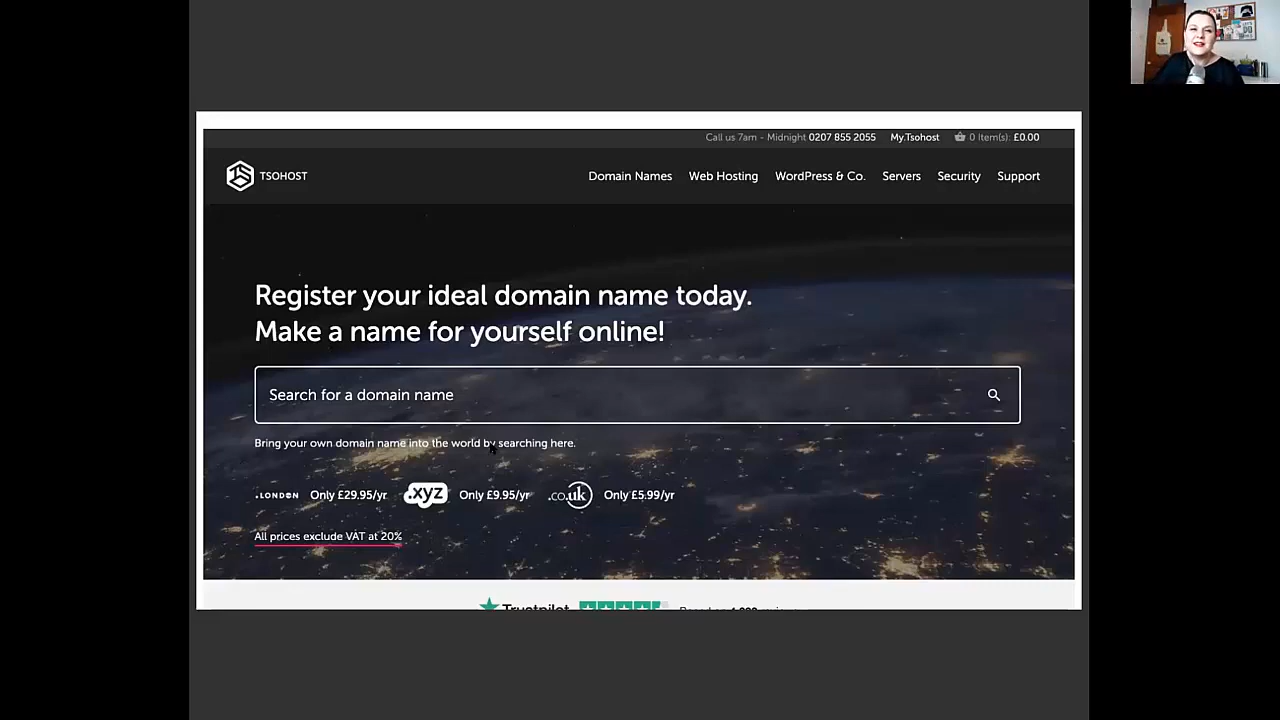 Call us 7am - Midnight 0207 855 2055 My.Tsohost 0 Item(s): £0.00
TSOHOST
Domain Names Web Hosting WordPress & Co. Servers Security Support
Register your ideal domain name today.
Make a name for yourself online!
Search for a domain name
Bring your own domain name into the world by searching here.
.LONDON Only £29.95/yr .xyz Only £9.95/yr .co.uk Only £5.99/yr
All prices exclude VAT at 20%
Trustpilot